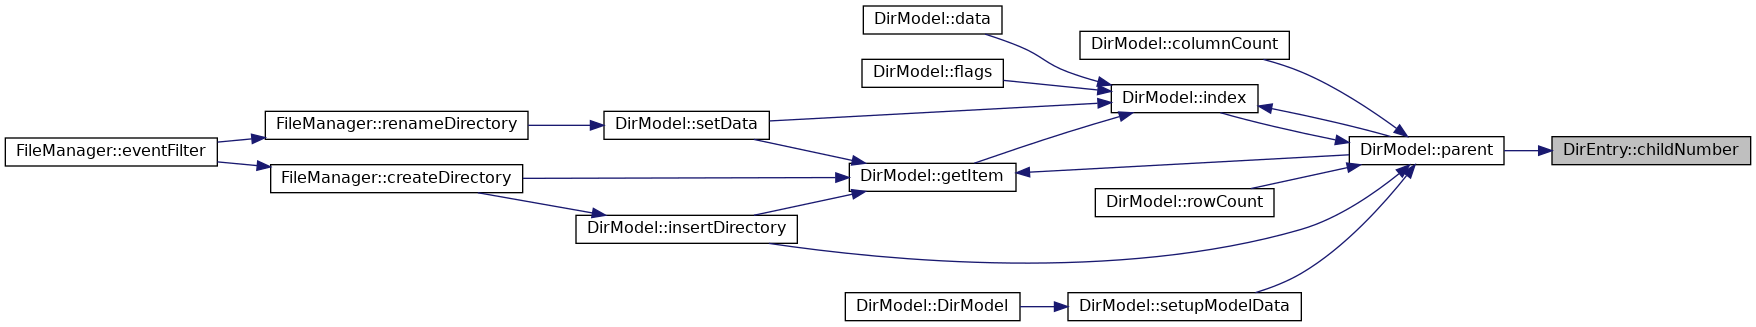 DirModel::data
DirModel::columnCount
DirModel::flags
DirModel::index
FileManager::renameDirectory
DirModel::setData
FileManager::eventFilter
DirModel::parent
DirEntry::childNumber
FileManager::createDirectory
DirModel::getItem
DirModel::rowCount
DirModel::insertDirectory
DirModel::DirModel
DirModel::setupModelData